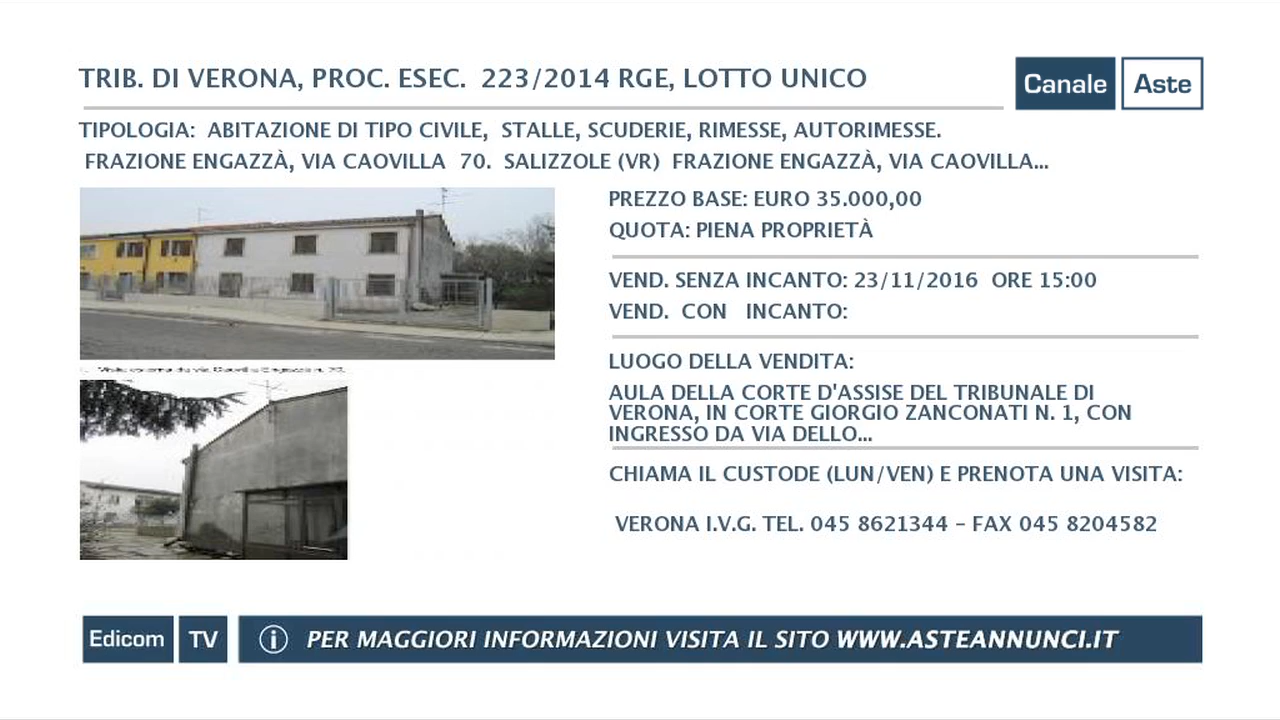 TRIB. DI VERONA, PROC. ESEC. 223/2014 RGE, LOTTO UNICO
Canale Aste
TIPOLOGIA: ABITAZIONE DI TIPO CIVILE, STALLE, SCUDERIE, RIMESSE, AUTORIMESSE.
FRAZIONE ENGAZZÀ, VIA CAOVILLA 70. SALIZZOLE (VR) FRAZIONE ENGAZZÀ, VIA CAOVILLA...
PREZZO BASE: EURO 35.000,00
QUOTA: PIENA PROPRIETÀ
VEND. SENZA INCANTO: 23/11/2016 ORE 15:00
VEND. CON INCANTO:
LUOGO DELLA VENDITA:
AULA DELLA CORTE D'ASSISE DEL TRIBUNALE DI
VERONA, IN CORTE GIORGIO ZANCONATI N. 1, CON
INGRESSO DA VIA DELLO...
CHIAMA IL CUSTODE (LUN/VEN) E PRENOTA UNA VISITA:
VERONA I.V.G. TEL. 045 8621344 - FAX 045 8204582
Edicom TV
PER MAGGIORI INFORMAZIONI VISITA IL SITO WWW.ASTEANNUNCI.IT